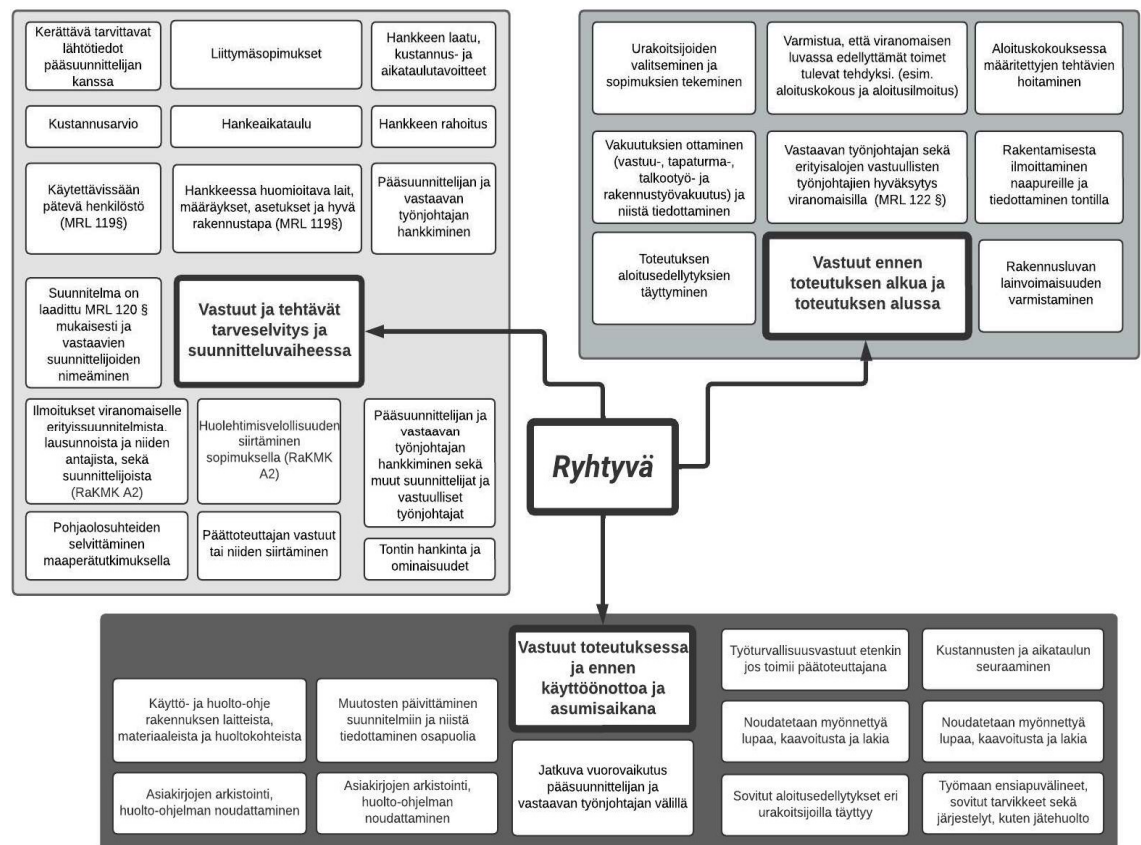 Kerättävä tarvittavat
lähtötiedot
pääsuunnittelijan
kanssa
Liittymäsopimukset
Hankkeen laatu,
kustannus- ja
aikataulutavoitteet
Kustannusarvio
Hankeaikataulu
Hankkeen rahoitus
Käytettävissään
pätevä henkilöstö
(MRL 119§)
Hankkeessa huomioitava lait,
määräykset, asetukset ja hyvä
rakennustapa (MRL 119§)
Pääsuunnittelijan ja
vastaavan
työnjohtajan
hankkiminen
Suunnitelma on
laadittu MRL 120 §
mukaisesti ja
vastaavien
suunnittelijoiden
nimeäminen
Vastuut ja tehtävät
tarveselvitys ja
suunnitteluvaiheessa
Ilmoitukset viranomaiselle
erityissuunnitelmista,
lausunnoista ja niiden
antajista, sekä
suunnittelijoista
(RaKMK A2)
Huolehtimisvelollisuuden
siirtäminen
sopimuksella (RaKMK
A2)
Pääsuunnittelijan ja
vastaavan
työnjohtajan
hankkiminen sekä
muut suunnittelijat ja
vastuulliset
työnjohtajat
Pohjaolosuhteiden
selvittäminen
maaperätutkimuksella
Päättoteuttajan vastuut
tai niiden siirtäminen
Tontin hankinta ja
ominaisuudet
Urakoitsijoiden
valitseminen ja
sopimuksien tekeminen
Varmistua, että viranomaisen
luvassa edellyttämät toimet
tulevat tehdyksi. (esim.
aloituskokous ja aloitusilmoitus)
Aloituskokouksessa
määritettyjen tehtävien
hoitaminen
Vakuutuksien ottaminen
(vastuu-, tapaturma-,
talkootyö- ja
rakennustyövakuutus) ja
niistä tiedottaminen
Vastaavan työnjohtajan sekä
erityisalojen vastuullisten
työnjohtajien hyväksytys
viranomaisilla (MRL 122 §)
Rakentamisesta
ilmoittaminen
naapureille ja
tiedottaminen tontilla
Toteutuksen
aloitusedellytyksien
täyttyminen
Vastuut ennen
toteutuksen alkua ja
toteutuksen alussa
Rakennusluvan
lainvoimaisuuden
varmistaminen
Ryhtyvä
Vastuut toteutuksessa
ja ennen
käyttöönottoa ja
asumisaikana
Työturvallisuusvastuut etenkin
jos toimii päätoteuttajana
Kustannusten ja aikataulun
seuraaminen
Käyttö- ja huolto-ohje
rakennuksen laitteista,
materiaaleista ja huoltokohteista
Muutosten päivittäminen
suunnitelmiin ja niistä
tiedottaminen osapuolia
Noudatetaan myönnettyä
lupaa, kaavoitusta ja lakia
Noudatetaan myönnettyä
lupaa, kaavoitusta ja lakia
Asiakirjojen arkistointi,
huolto-ohjelman noudattaminen
Asiakirjojen arkistointi,
huolto-ohjelman
noudattaminen
Jatkuva vuorovaikutus
pääsuunnittelijan ja
vastaavan työnjohtajan välillä
Sovitut aloitusedellytykset eri
urakoitsijoilla täyttyy
Työmaan ensiapuvälineet,
sovitut tarvikkeet sekä
järjestelyt, kuten jätehuolto